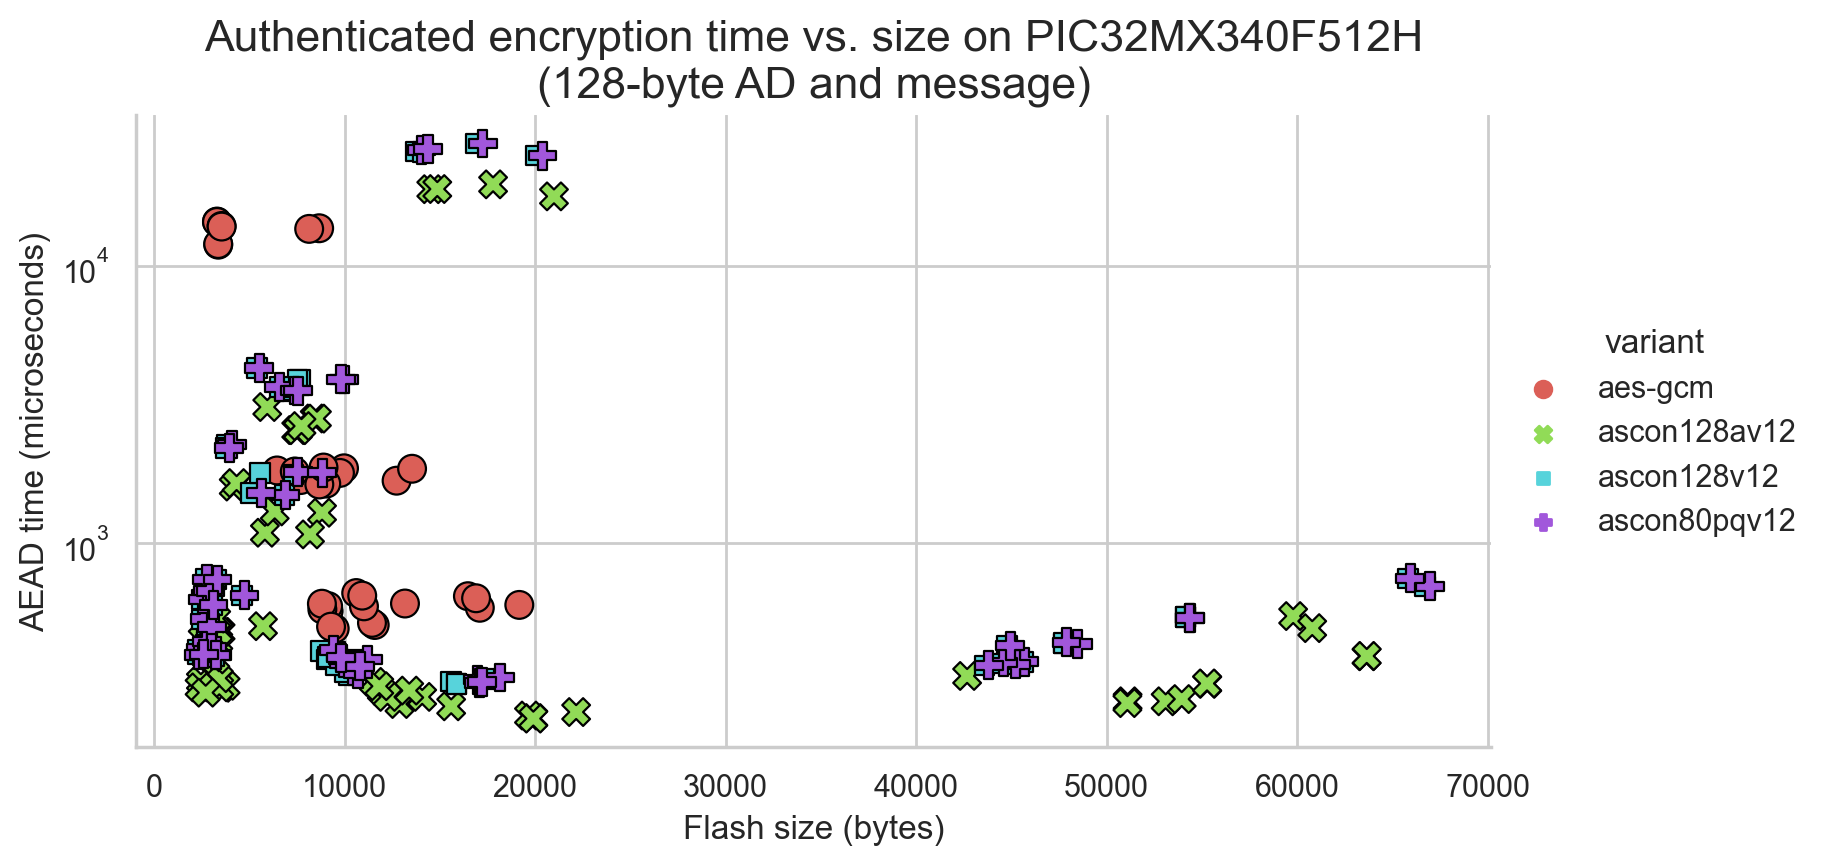 Authenticated encryption time vs. size on PIC32MX340F512H
(128-byte AD and message)
AEAD time (microseconds)
10^4
10^3
variant
aes-gcm
ascon128av12
ascon128v12
ascon80pqv12
0 10000 20000 30000 40000 50000 60000 70000
Flash size (bytes)